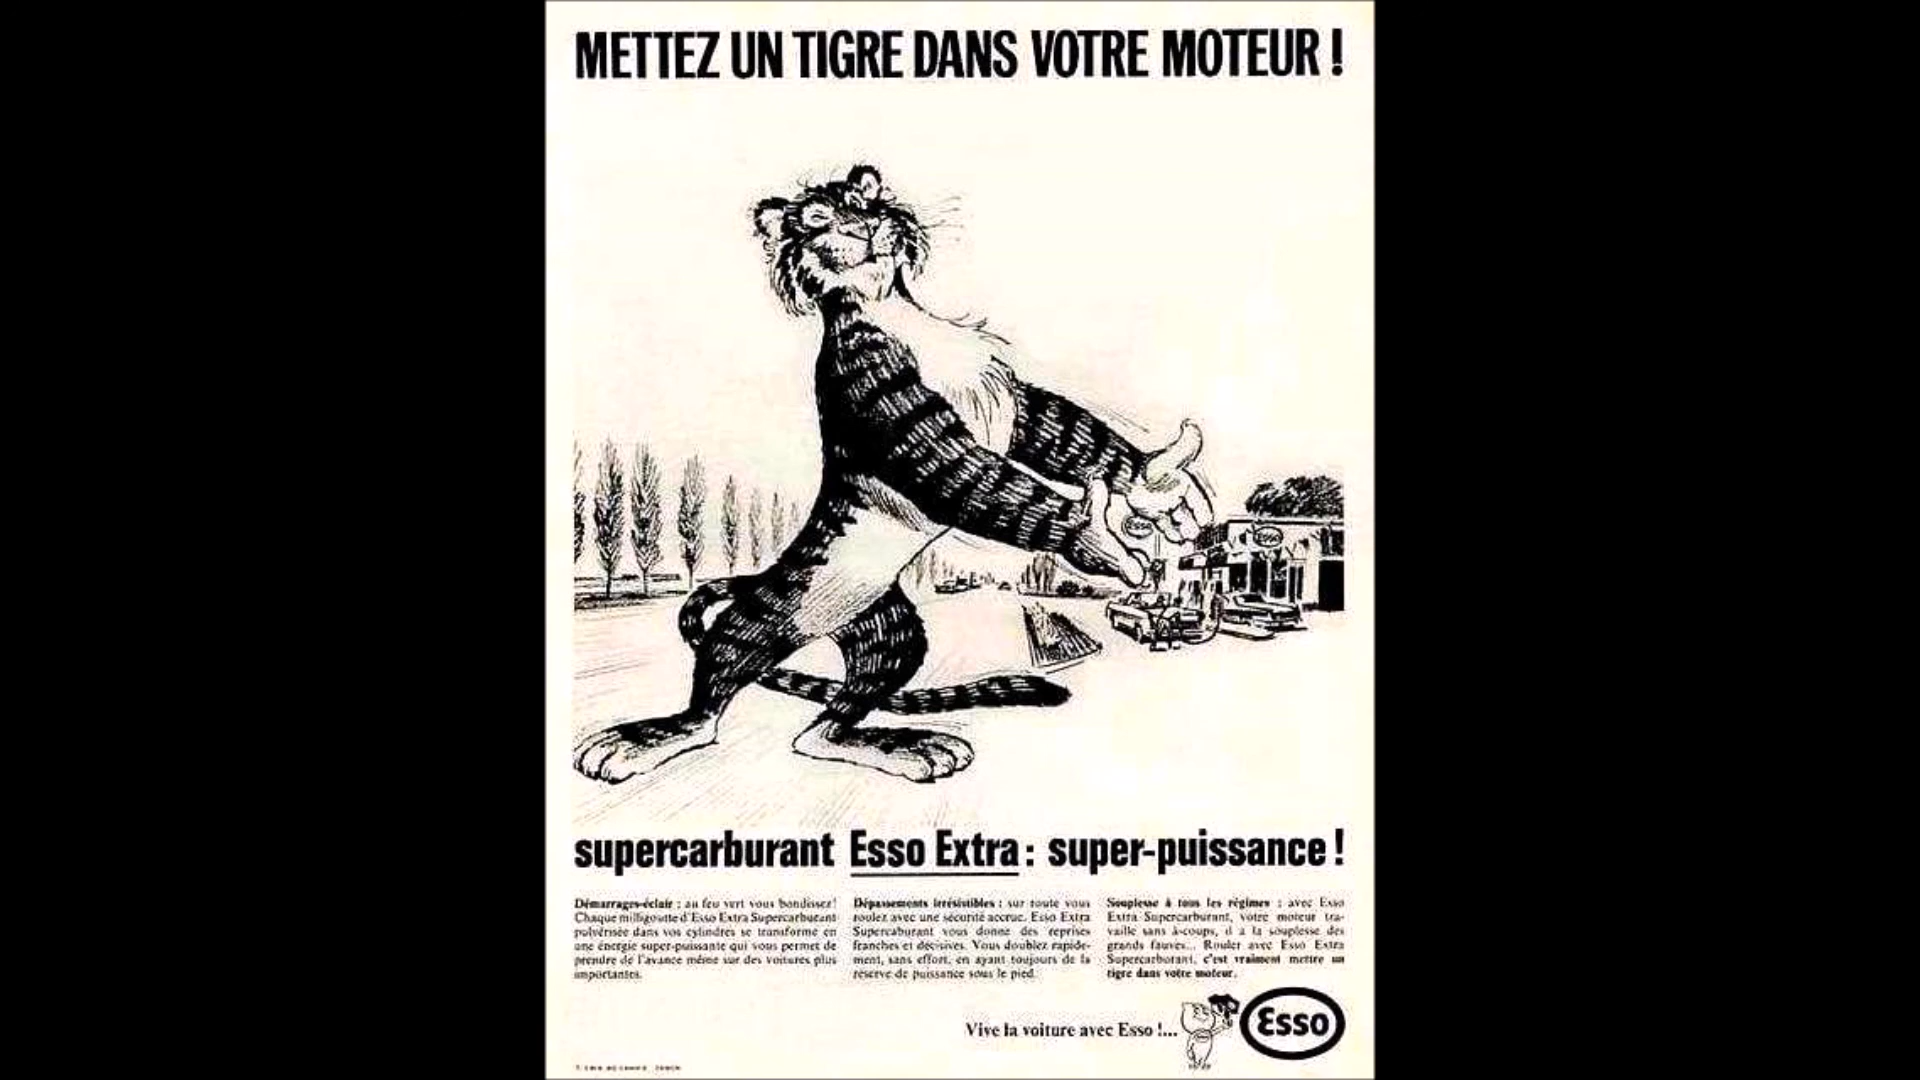 METTEZ UN TIGRE DANS VOTRE MOTEUR !
Esso
Esso
supercarburant Esso Extra : super-puissance !
Démarrages-éclair : au feu vert vous bondissez !
Chaque milligoutte d'Esso Extra Supercarburant
pulvérisée dans vos cylindres se transforme en
une énergie super-puissante qui vous permet de
prendre de l'avance même sur des voitures plus
importantes.
Dépassements irrésistibles : sur route vous
roulez avec une sécurité accrue. Esso Extra
Supercaburant vous donne des reprises
franches et décisives. Vous doublez rapide-
ment, sans effort, en ayant toujours de la
réserve de puissance sous le pied.
Souplesse à tous les régimes : avec Esso
Extra Supercarburant, votre moteur tra-
vaille sans à-coups, il a la souplesse des
grands fauves... Rouler avec Esso Extra
Supercarburant, c'est vraiment mettre un
tigre dans votre moteur.
Vive la voiture avec Esso !...
Esso